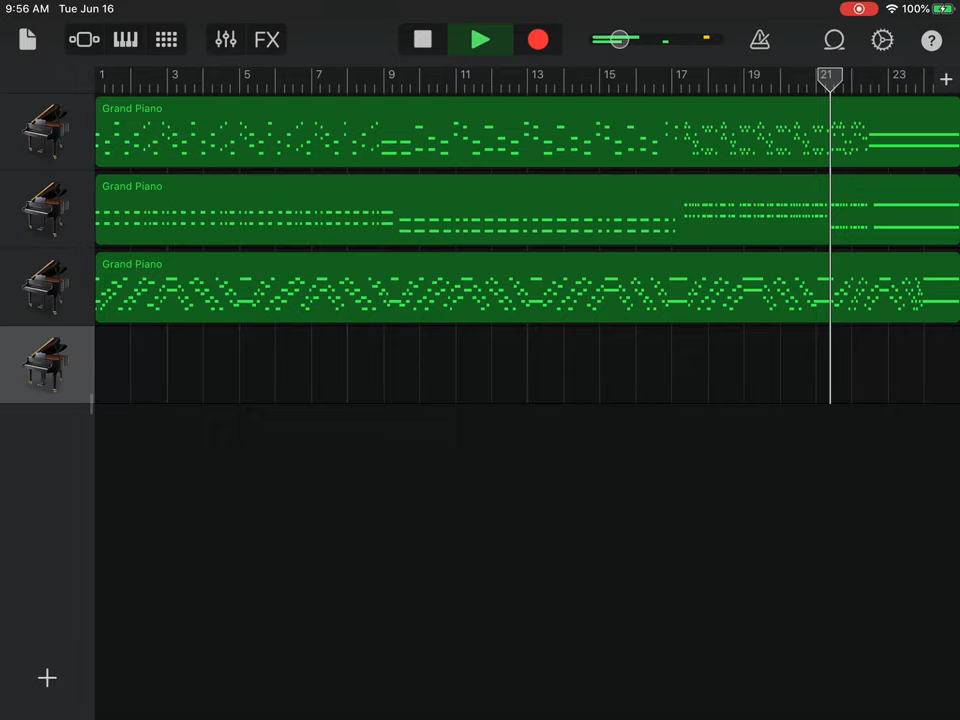 9:56 AM Tue Jun 16 100%
FX ?
1 3 5 7 9 11 13 15 17 19 21 23 +
Grand Piano
Grand Piano
Grand Piano
+